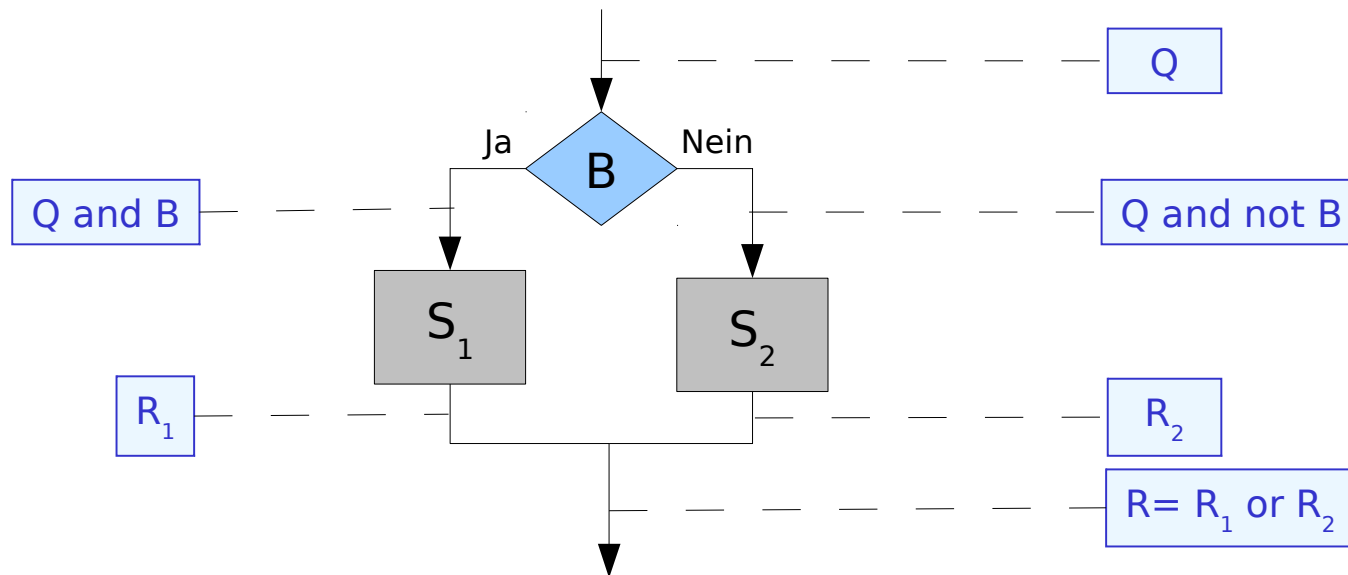 Q
Ja
Nein
B
Q and B
Q and not B
S₁
S₂
R₁
R₂
R= R₁ or R₂